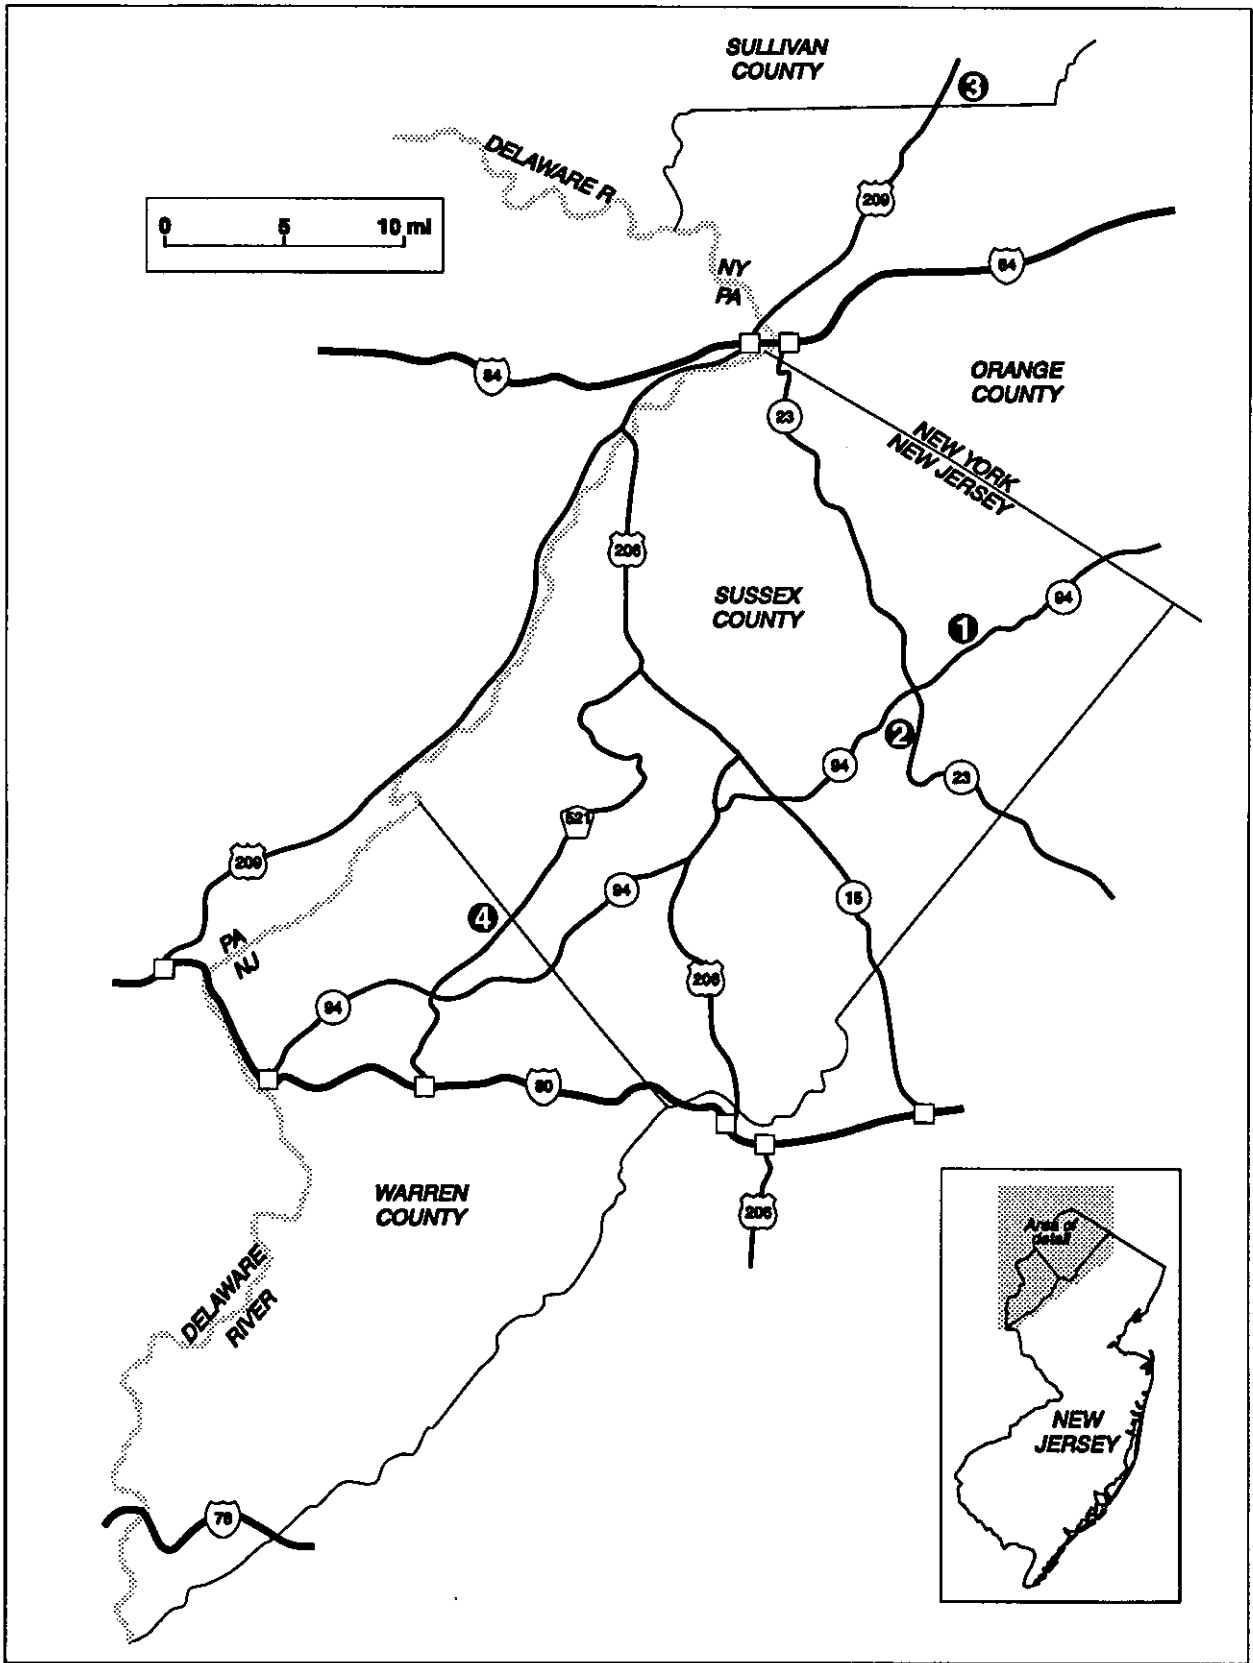 SULLIVAN
COUNTY
3
DELAWARE R
209
0 5 10 mi
84
NY
PA
84
ORANGE
COUNTY
23
NEW YORK
NEW JERSEY
206
SUSSEX
COUNTY
94
1
2
94
23
521
209
94
15
4
PA
NJ
206
94
80
WARREN
COUNTY
206
Area of
detail
DELAWARE
RIVER
NEW
JERSEY
78